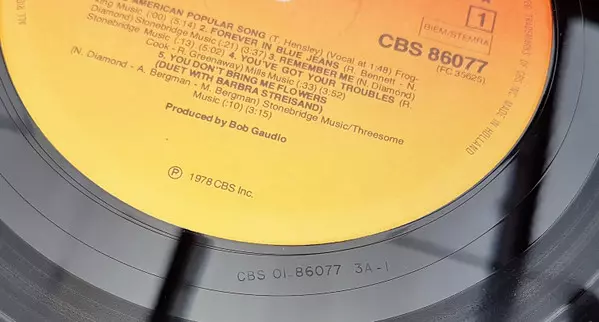 AMERICAN POPULAR SONG (T. Hensley) (Vocal at 1:48) Frog-
king Music (:00) (5:14) 2. FOREVER IN BLUE JEANS (R. Bennett - N.
Diamond) Stonebridge Music (:21) (3:37) 3. REMEMBER ME (N. Diamond)
Stonebridge Music (:13) (5:02) 4. YOU'VE GOT YOUR TROUBLES (R.
Cook - R. Greenaway) Mills Music (:33) (3:52)
5. YOU DON'T BRING ME FLOWERS
(DUET WITH BARBRA STREISAND)
(N. Diamond - A. Bergman - M. Bergman) Stonebridge Music/Threesome
Music (:10) (3:15)
Produced by Bob Gaudio
Ⓟ 1978 CBS Inc.
1
BIEM/STEMRA
CBS 86077
(FC 35625)
MADE IN HOLLAND
CBS 01-86077 3A-1